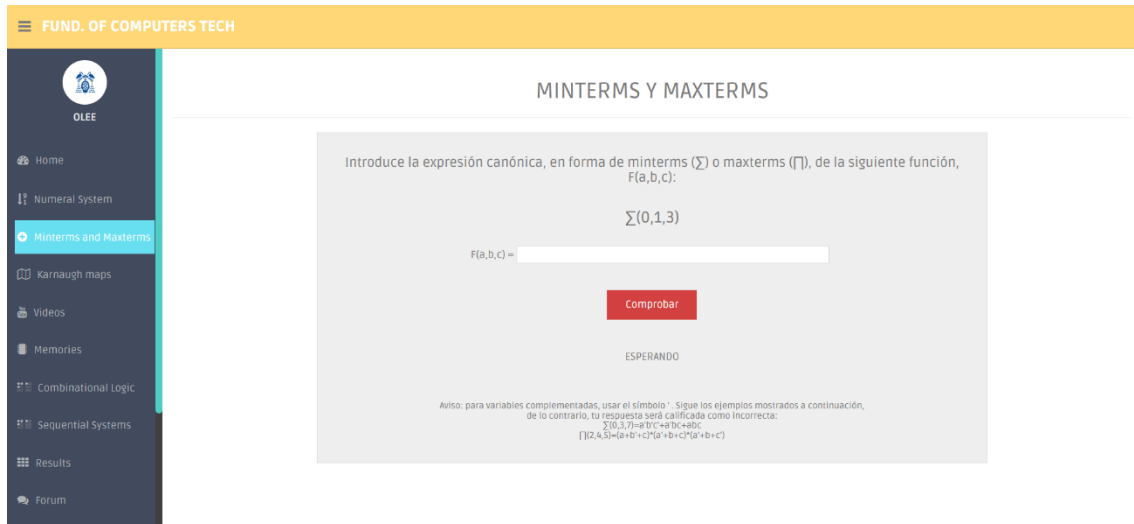 FUND. OF COMPUTERS TECH
OLEE
Home
Numeral System
Minterms and Maxterms
Karnaugh maps
Videos
Memories
Combinational Logic
Sequential Systems
Results
Forum
MINTERMS Y MAXTERMS
Introduce la expresión canónica, en forma de minterms (∑) o maxterms (∏), de la siguiente función,
F(a,b,c):
∑(0,1,3)
F(a,b,c) =
Comprobar
ESPERANDO
Aviso: para variables complementadas, usar el símbolo ' . Sigue los ejemplos mostrados a continuación,
de lo contrario, tu respuesta será calificada como incorrecta:
∑(0,3,7)=a'b'c'+a'bc+abc
∏(2,4,5)=(a+b'+c)*(a'+b+c)*(a'+b+c')